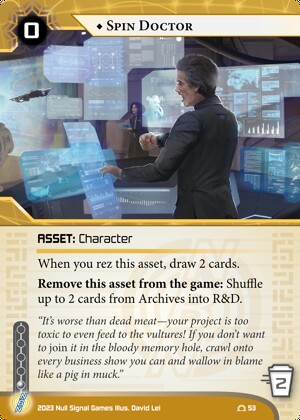 0
◆ SPIN DOCTOR
ASSET: Character
When you rez this asset, draw 2 cards.
Remove this asset from the game: Shuffle
up to 2 cards from Archives into R&D.
“It’s worse than dead meat—your project is too
toxic to even feed to the vultures! If you don’t
want to join it in the bloody memory hole, crawl onto
every business show you can and wallow in blame
like a pig in muck.”
2
2023 Null Signal Games Illus. David Lei
53